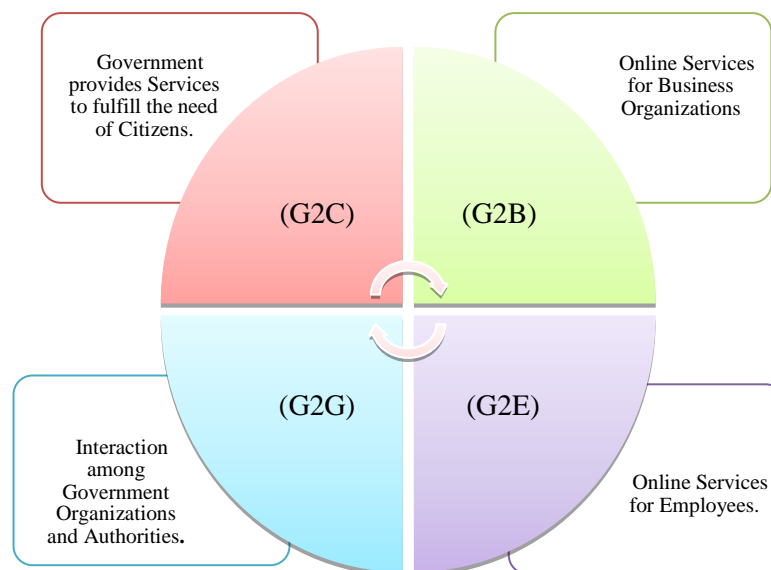 Government
provides Services
to fulfill the need
of Citizens.
Online Services
for Business
Organizations
(G2C)
(G2B)
(G2G)
(G2E)
Interaction
among
Government
Organizations
and Authorities.
Online Services
for Employees.